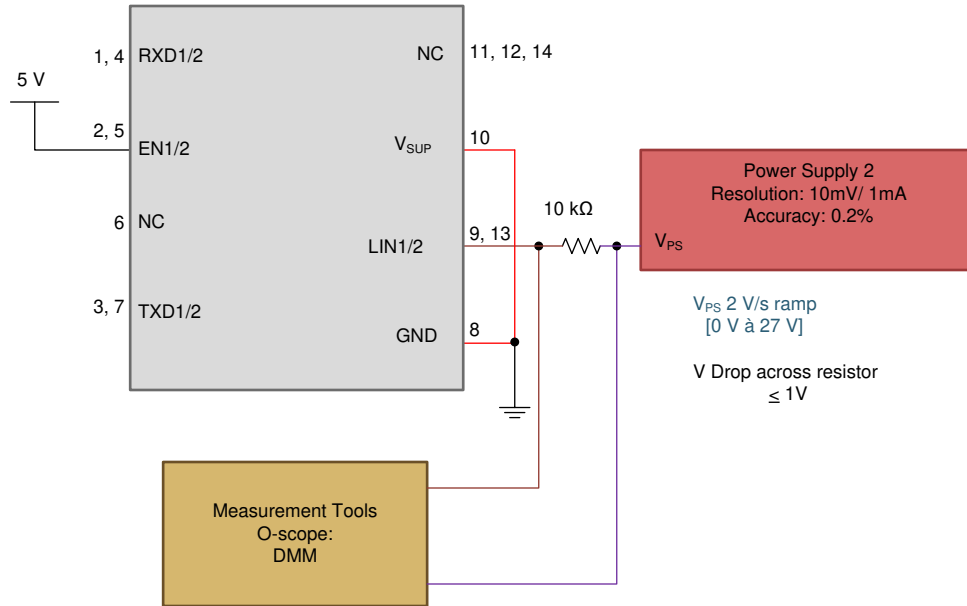 1, 4
RXD1/2
NC
11, 12, 14
5 V
2, 5
EN1/2
VSUP
10
Power Supply 2
Resolution: 10mV/ 1mA
Accuracy: 0.2%
10 kΩ
6
NC
9, 13
LIN1/2
VPS
3, 7
TXD1/2
8
GND
VPS 2 V/s ramp
[0 V à 27 V]
V Drop across resistor
≤ 1V
Measurement Tools
O-scope:
DMM